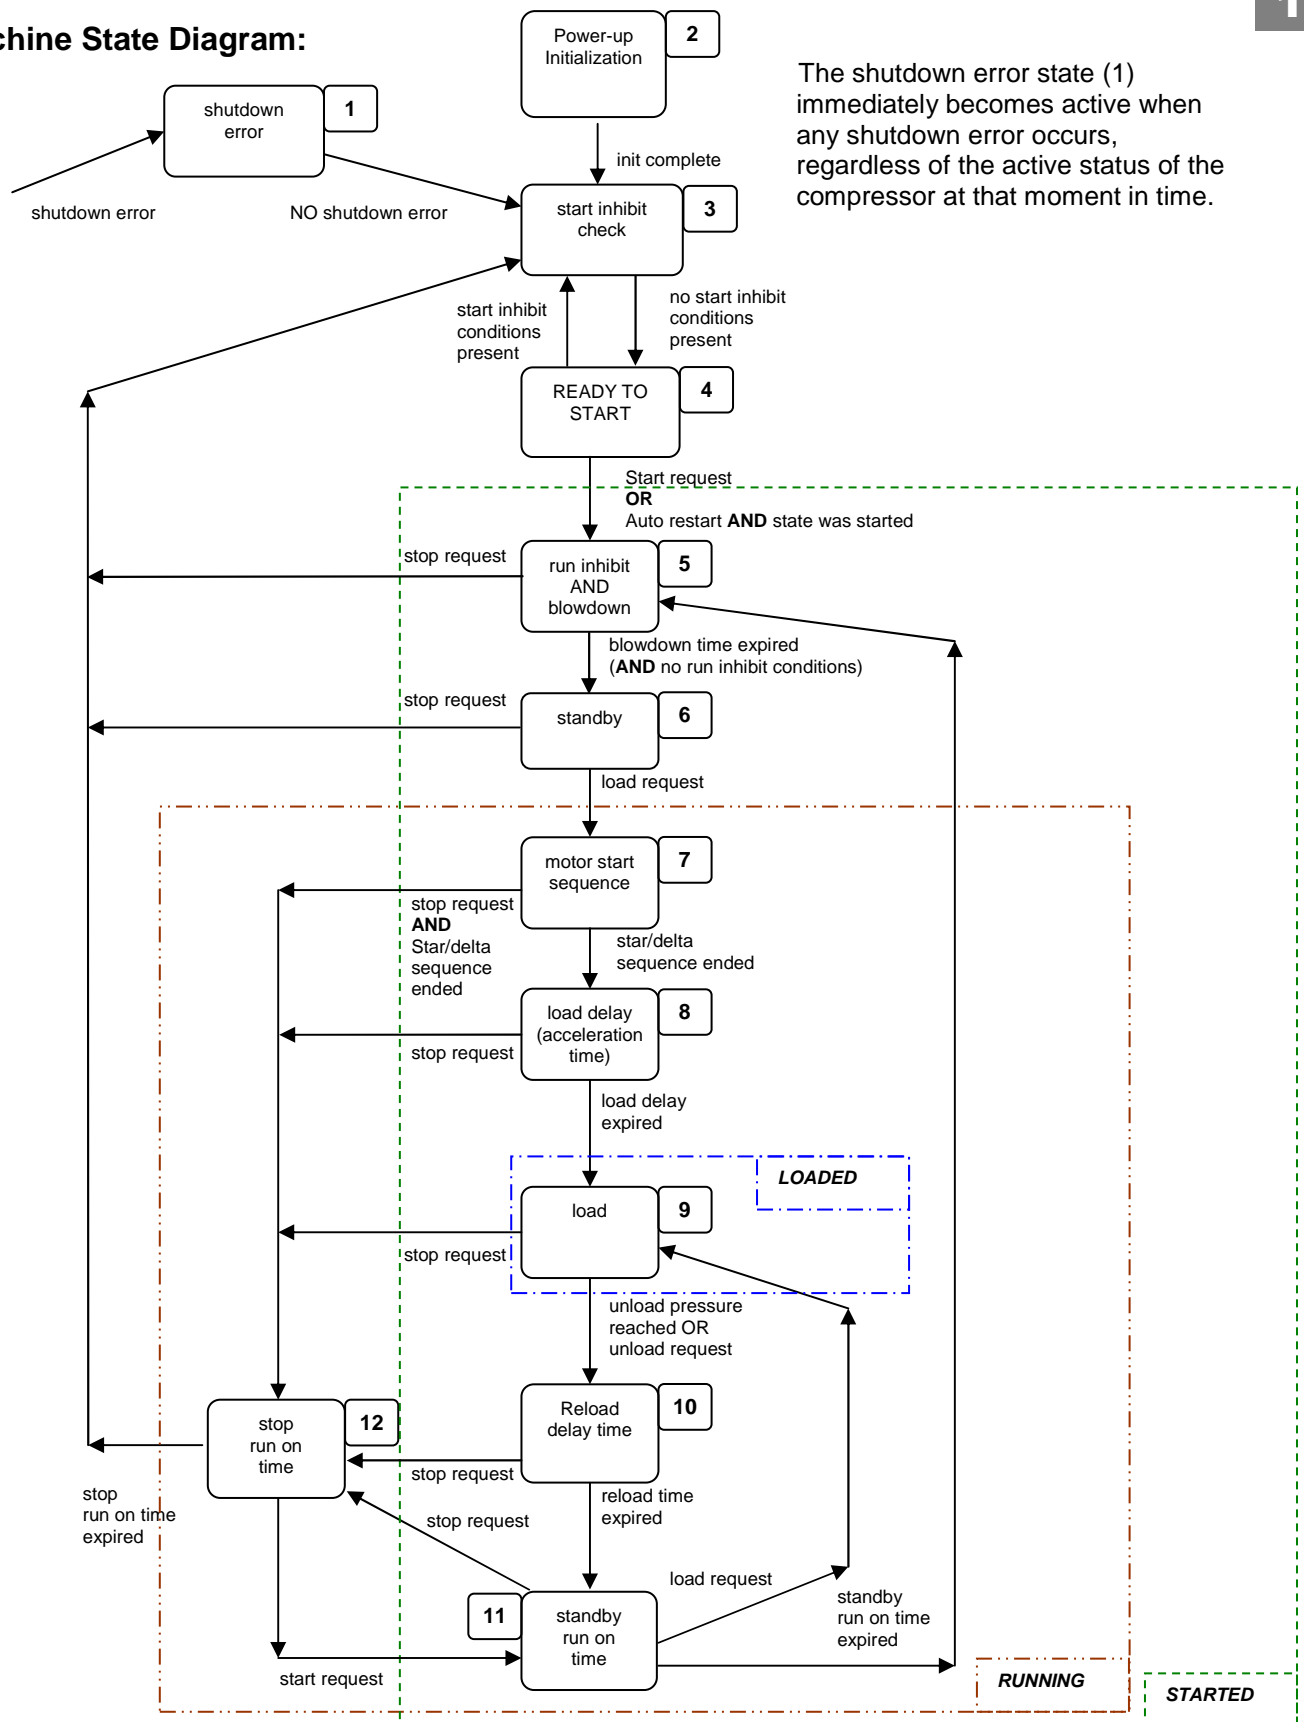 chine State Diagram:
Power-up
Initialization
2
1
The shutdown error state (1)
immediately becomes active when
any shutdown error occurs,
regardless of the active status of the
compressor at that moment in time.
shutdown
error
1
init complete
shutdown error
NO shutdown error
start inhibit
check
3
start inhibit
conditions
present
no start inhibit
conditions
present
READY TO
START
4
Start request
OR
Auto restart AND state was started
stop request
run inhibit
AND
blowdown
5
blowdown time expired
(AND no run inhibit conditions)
stop request
standby
6
load request
motor start
sequence
7
stop request
AND
Star/delta
sequence
ended
star/delta
sequence ended
load delay
(acceleration
time)
8
stop request
load delay
expired
LOADED
load
9
stop request
unload pressure
reached OR
unload request
Reload
delay time
10
stop
run on
time
12
stop request
stop
run on time
expired
reload time
expired
stop request
load request
standby
run on time
expired
11
standby
run on
time
start request
RUNNING
STARTED